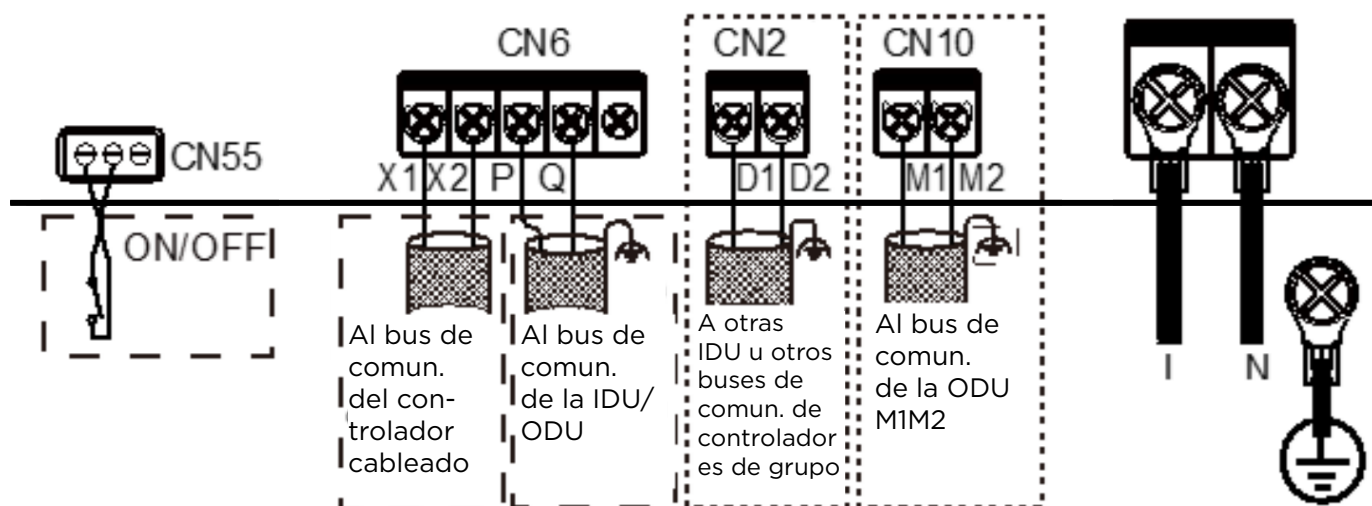 CN6
CN2
CN10
CN55
X1 X2 P Q
D1 D2
M1 M2
ON/OFF
Al bus de
comun.
del con-
trolador
cableado
Al bus de
comun.
de la IDU/
ODU
A otras
IDU u otros
buses de
comun. de
controlador
es de grupo
Al bus de
comun.
de la ODU
M1M2
l N